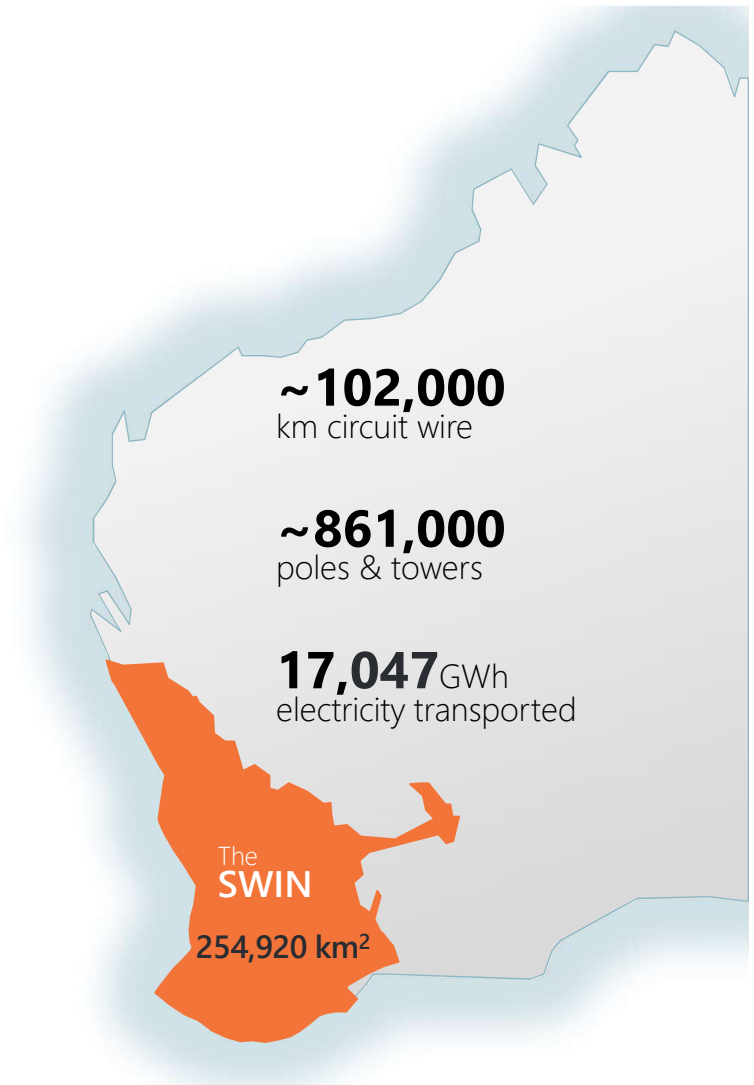 ~102,000
km circuit wire
~861,000
poles & towers
17,047GWh
electricity transported
The
SWIN
254,920 km²